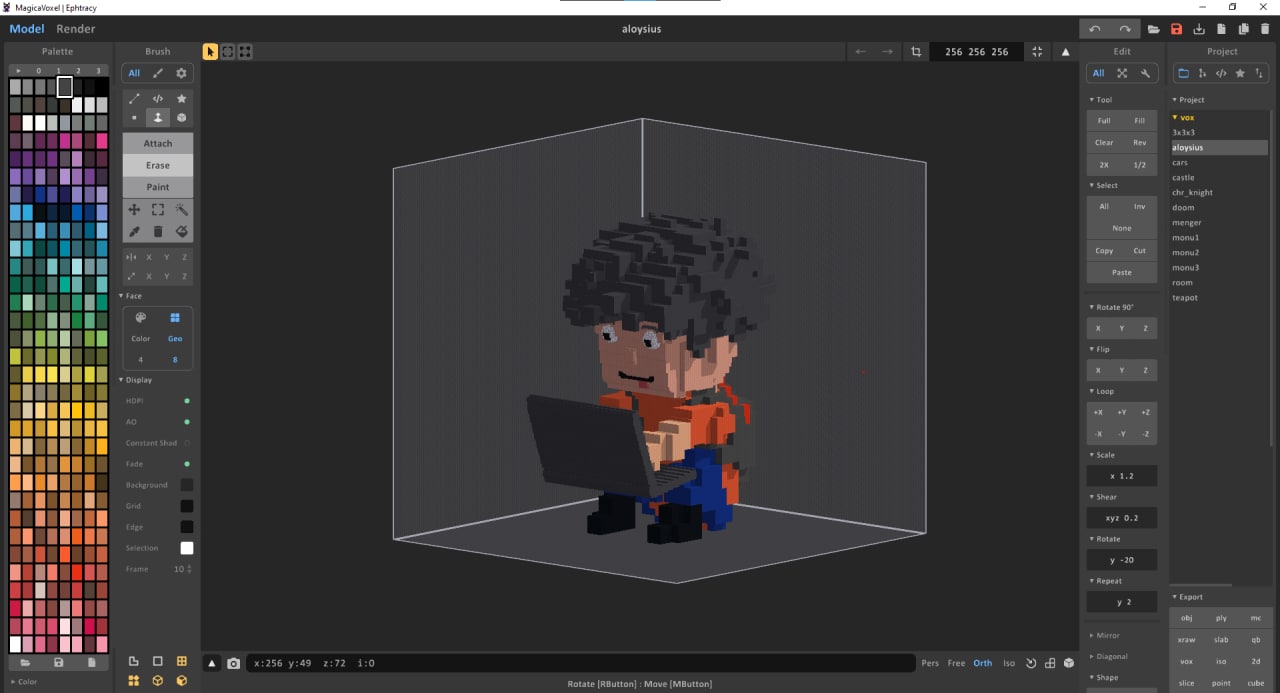 MagicaVoxel | Ephtracy
Model Render
aloysius
Palette
0 1 2 3
Color
Brush
All
Attach
Erase
Paint
X Y Z
X Y Z
Face
Color Geo
4 8
Display
HDPI
AO
Constant Shad
Fade
Background
Grid
Edge
Selection
Frame 10
256 256 256
x:256 y:49 z:72 i:0
Pers Free Orth Iso
Rotate [RButton] : Move [MButton]
Edit
All
Tool
Full Fill
Clear Rev
2X 1/2
Select
All Inv
None
Copy Cut
Paste
Rotate 90°
X Y Z
Flip
X Y Z
Loop
+X +Y +Z
-X -Y -Z
Scale
x 1.2
Shear
xyz 0.2
Rotate
y -20
Repeat
y 2
Mirror
Diagonal
Shape
Project
Project
vox
3x3x3
aloysius
cars
castle
chr_knight
doom
menger
monu1
monu2
monu3
room
teapot
Export
obj ply mc
xraw slab qb
vox iso 2d
slice point cube